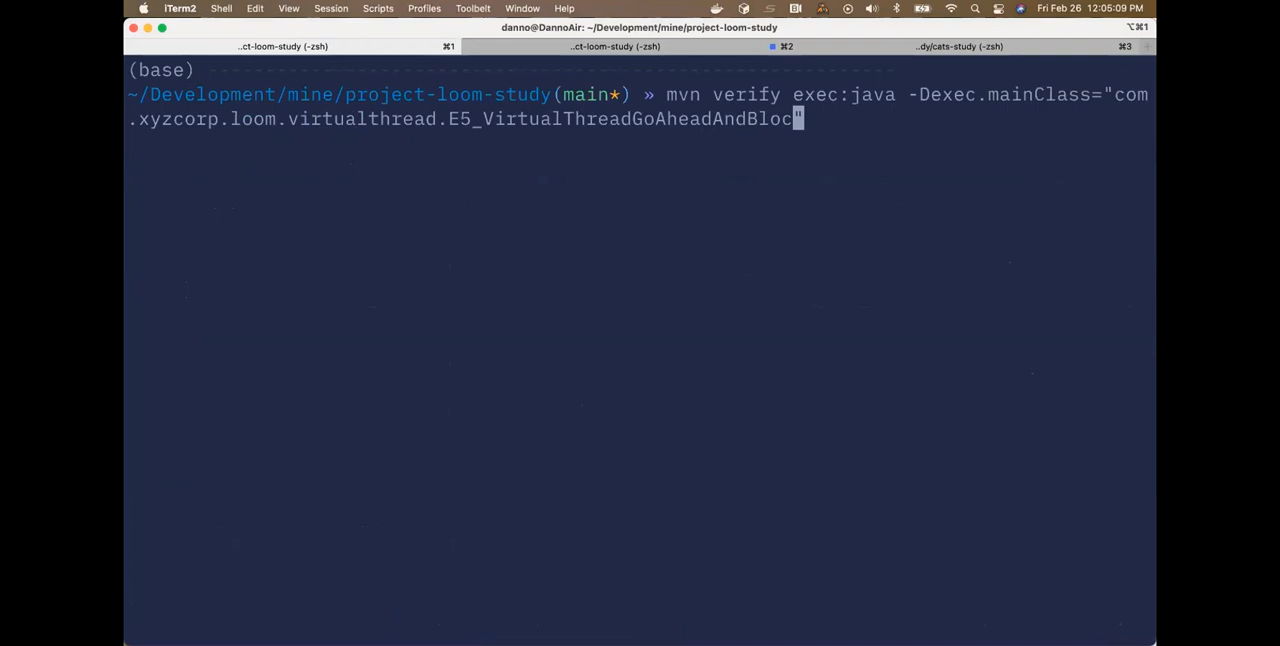 iTerm2 Shell Edit View Session Scripts Profiles Toolbelt Window Help Fri Feb 26 12:05:09 PM
danno@DannoAir: ~/Development/mine/project-loom-study ⌥⌘1
..ct-loom-study (-zsh) ⌘1 ..ct-loom-study (-zsh) ⌘2 ..dy/cats-study (-zsh) ⌘3
(base) ------------------------------------------------------------
~/Development/mine/project-loom-study(main*) » mvn verify exec:java -Dexec.mainClass="com
.xyzcorp.loom.virtualthread.E5_VirtualThreadGoAheadAndBloc"